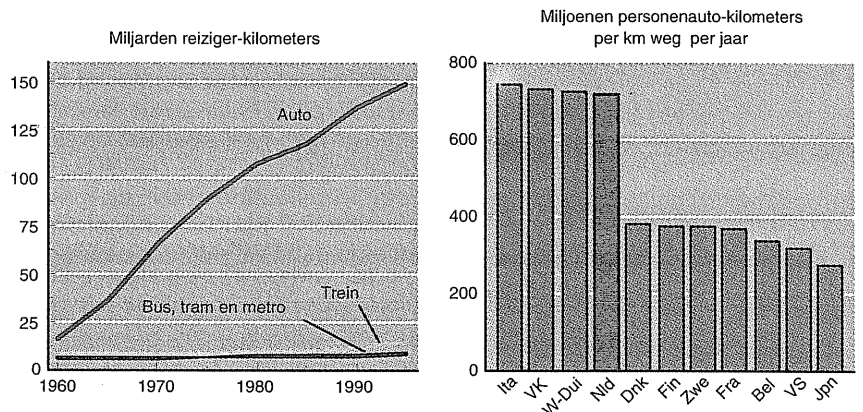 Miljarden reiziger-kilometers
150
125
100
75
50
25
0
Auto
Trein
Bus, tram en metro
1960 1970 1980 1990
Miljoenen personenauto-kilometers
per km weg per jaar
800
600
400
200
0
Ita VK W-Dui Nld Dnk Fin Zwe Fra Bel VS Jpn